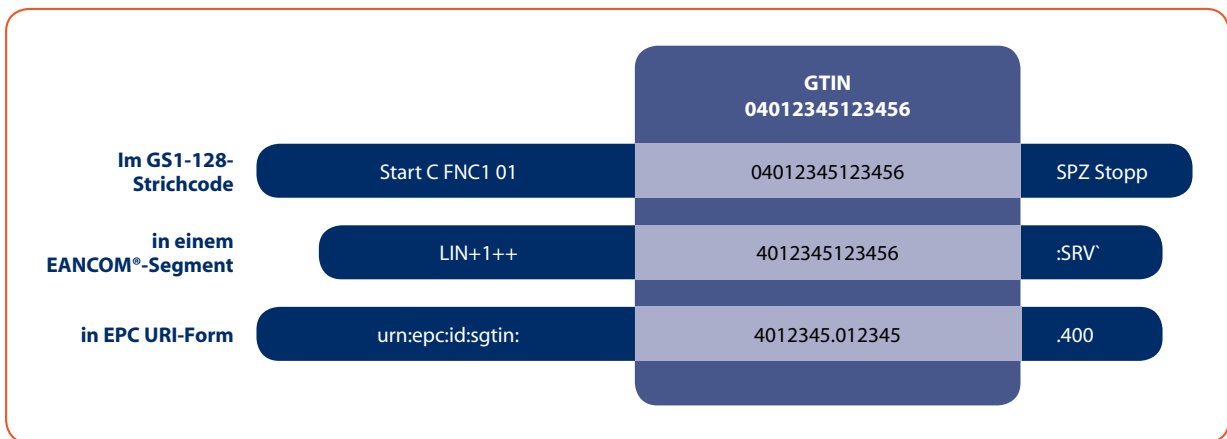 GTIN
04012345123456
Im GS1-128-
Strichcode
Start C FNC1 01
04012345123456
SPZ Stopp
in einem
EANCOM®-Segment
LIN+1++
4012345123456
:SRV`
in EPC URI-Form
urn:epc:id:sgtin:
4012345.012345
.400